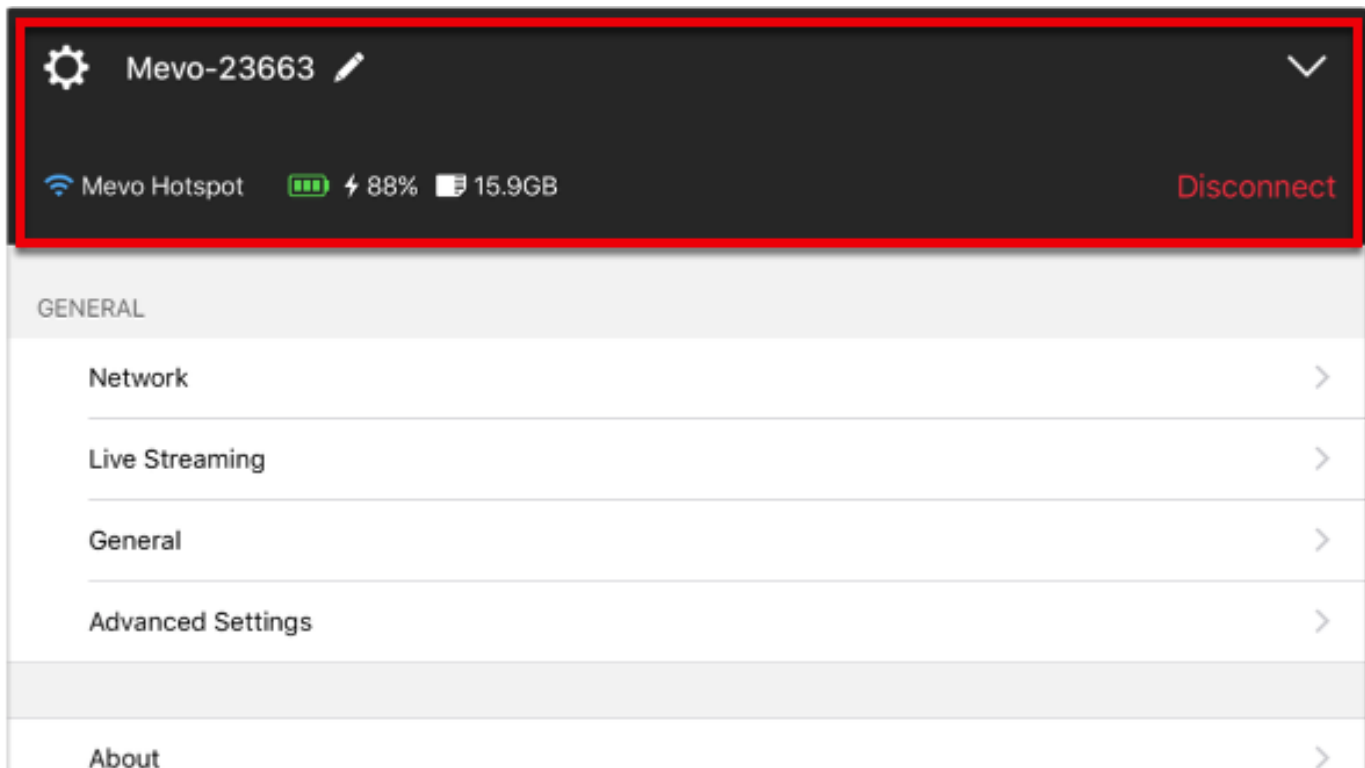 Mevo-23663
Mevo Hotspot 88% 15.9GB Disconnect
GENERAL
Network
Live Streaming
General
Advanced Settings
About